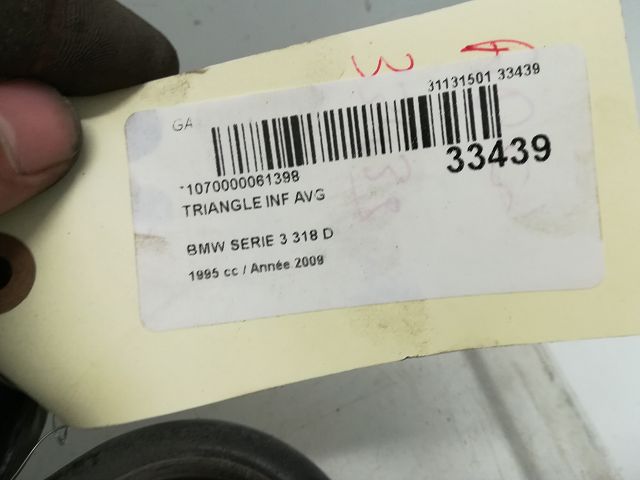 31131501 33439
GA
33439
-1070000061398
TRIANGLE INF AVG
BMW SERIE 3 318 D
1995 cc / Année 2009